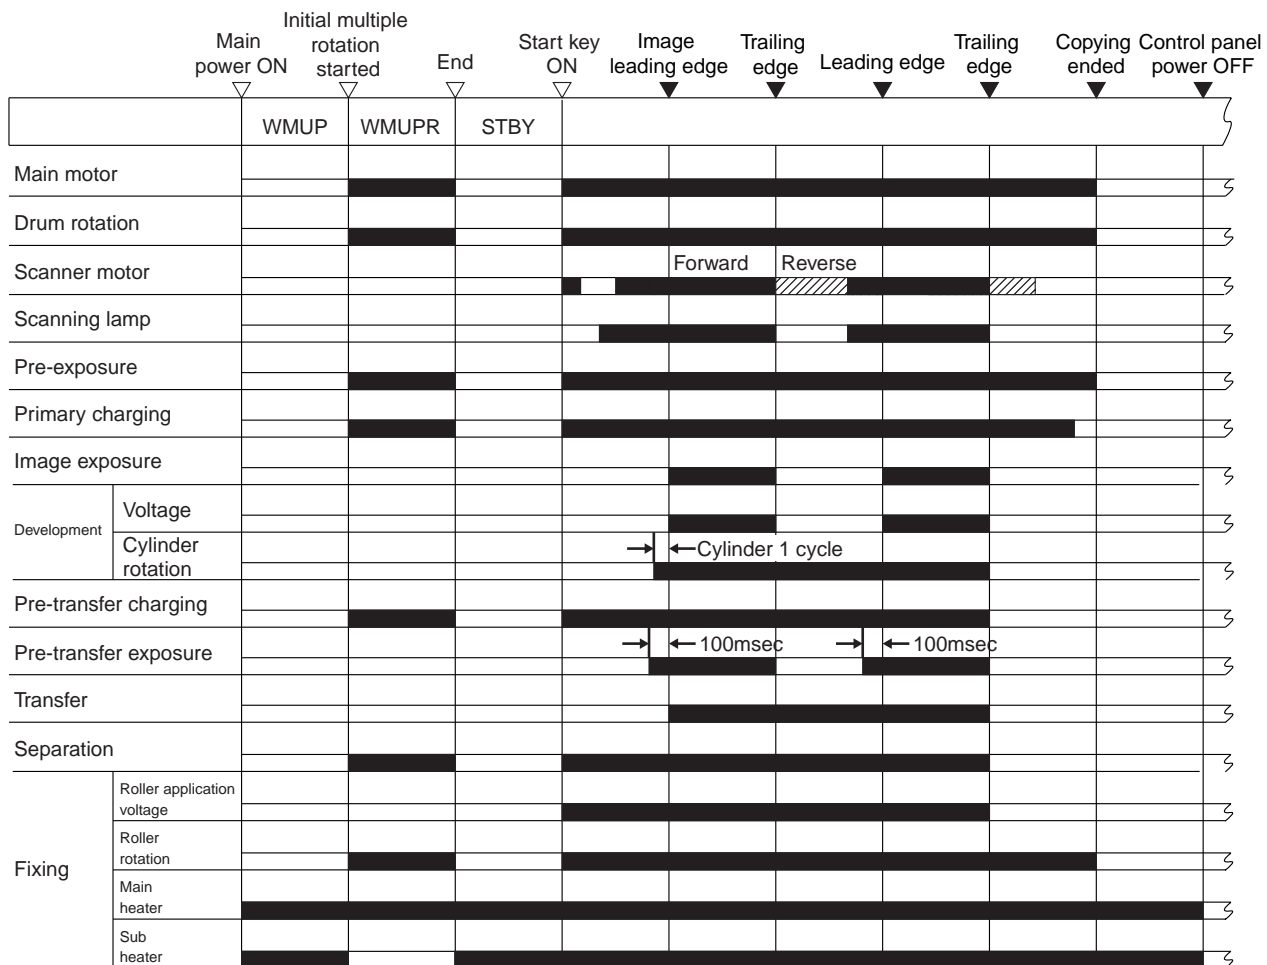 Initial multiple
Main
rotation
Start key
Image
Trailing
Trailing
Copying
Control panel
power ON
started
End
ON
leading edge
edge
Leading edge
edge
ended
power OFF
WMUP
WMUPR
STBY
Main motor
Drum rotation
Scanner motor
Forward
Reverse
Scanning lamp
Pre-exposure
Primary charging
Image exposure
Development
Voltage
Cylinder
rotation
Cylinder 1 cycle
Pre-transfer charging
Pre-transfer exposure
100msec
100msec
Transfer
Separation
Fixing
Roller application
voltage
Roller
rotation
Main
heater
Sub
heater